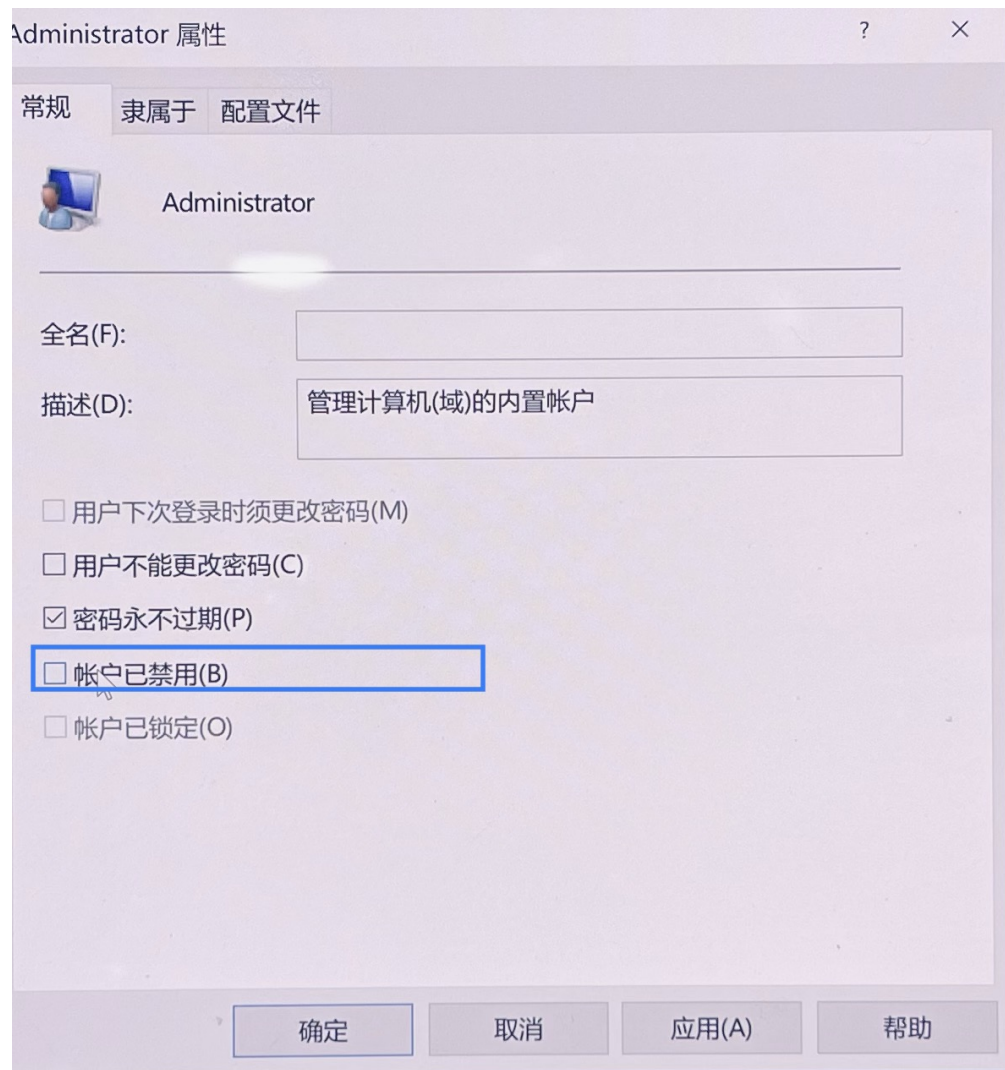 Administrator 属性
?
常规 隶属于 配置文件
Administrator
全名(F):
描述(D): 管理计算机(域)的内置帐户
用户下次登录时须更改密码(M)
用户不能更改密码(C)
密码永不过期(P)
帐户已禁用(B)
帐户已锁定(O)
确定 取消 应用(A) 帮助